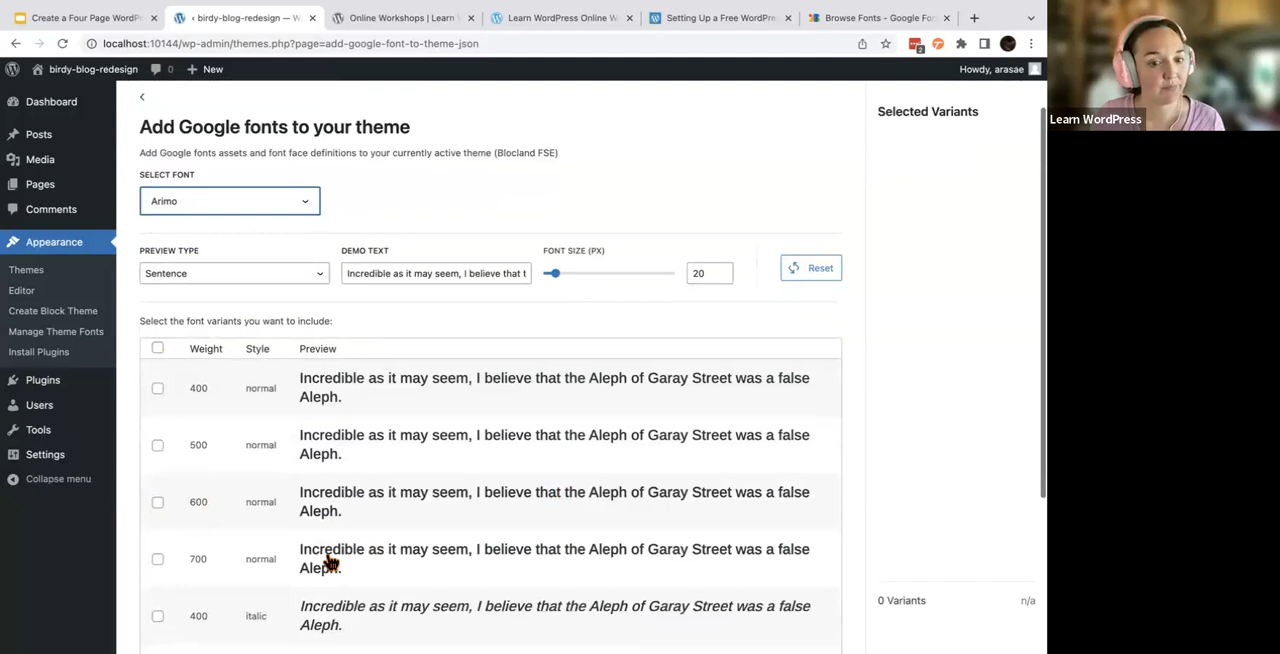 Create a Four Page WordP
‹ birdy-blog-redesign — W
Online Workshops | Learn
Learn WordPress Online W
Setting Up a Free WordPre
Browse Fonts - Google Fo
localhost:10144/wp-admin/themes.php?page=add-google-font-to-theme-json
2
birdy-blog-redesign
0
New
Howdy, arasae
Dashboard
Posts
Media
Pages
Comments
Appearance
Themes
Editor
Create Block Theme
Manage Theme Fonts
Install Plugins
Plugins
Users
Tools
Settings
Collapse menu
Add Google fonts to your theme
Add Google fonts assets and font face definitions to your currently active theme (Blocland FSE)
SELECT FONT
Arimo
PREVIEW TYPE
Sentence
DEMO TEXT
Incredible as it may seem, I believe that t
FONT SIZE (PX)
20
Reset
Select the font variants you want to include:
Weight Style Preview
400 normal Incredible as it may seem, I believe that the Aleph of Garay Street was a false
Aleph.
500 normal Incredible as it may seem, I believe that the Aleph of Garay Street was a false
Aleph.
600 normal Incredible as it may seem, I believe that the Aleph of Garay Street was a false
Aleph.
700 normal Incredible as it may seem, I believe that the Aleph of Garay Street was a false
Aleph.
400 italic Incredible as it may seem, I believe that the Aleph of Garay Street was a false
Aleph.
Selected Variants
0 Variants n/a
Learn WordPress